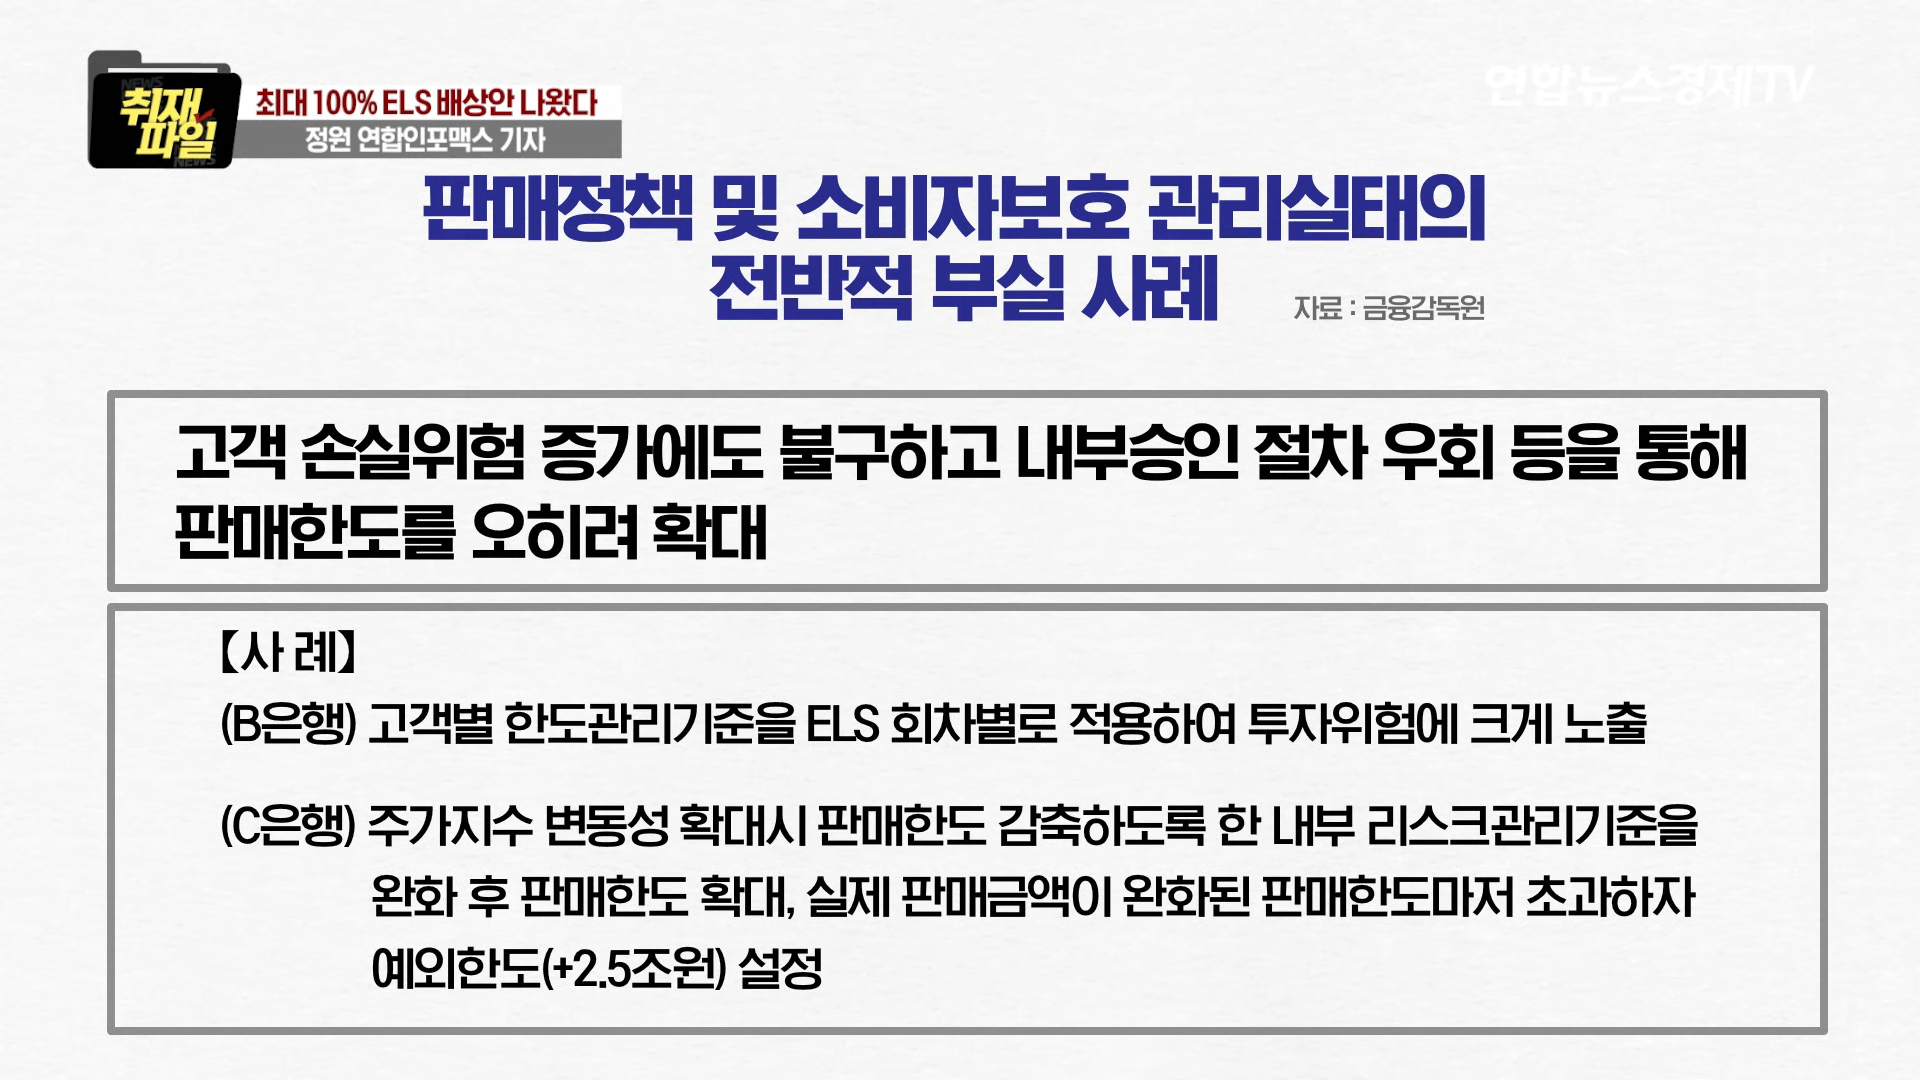 취재파일
최대 100% ELS 배상안 나왔다
정원 연합인포맥스 기자
연합뉴스경제TV
판매정책 및 소비자보호 관리실태의
전반적 부실 사례
자료 : 금융감독원
고객 손실위험 증가에도 불구하고 내부승인 절차 우회 등을 통해
판매한도를 오히려 확대
【사 례】
(B은행) 고객별 한도관리기준을 ELS 회차별로 적용하여 투자위험에 크게 노출
(C은행) 주가지수 변동성 확대시 판매한도 감축하도록 한 내부 리스크관리기준을
완화 후 판매한도 확대, 실제 판매금액이 완화된 판매한도마저 초과하자
예외한도(+2.5조원) 설정